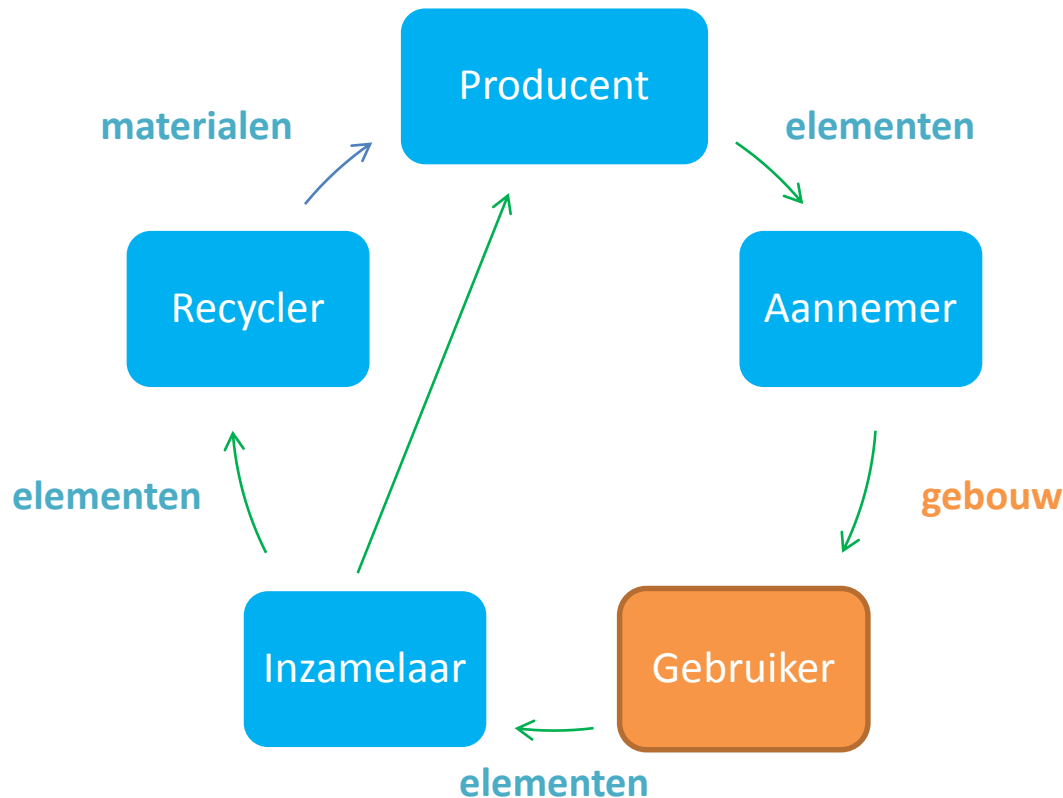 Producent
materialen
elementen
Recycler
Aannemer
elementen
gebouw
Inzamelaar
Gebruiker
elementen